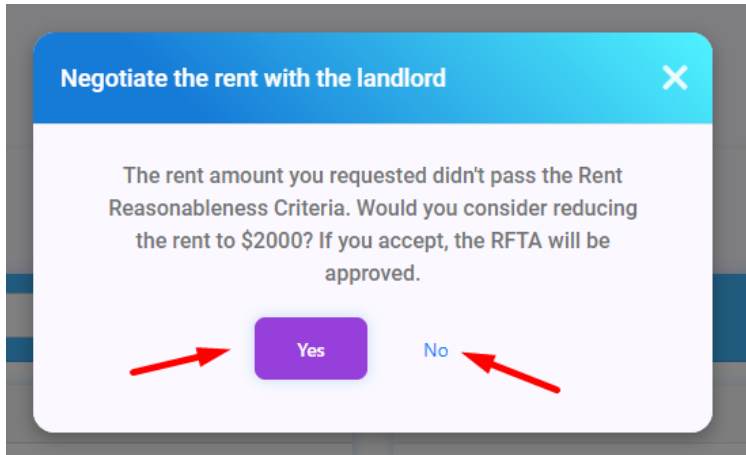 Negotiate the rent with the landlord
The rent amount you requested didn't pass the Rent
Reasonableness Criteria. Would you consider reducing
the rent to $2000? If you accept, the RFTA will be
approved.
Yes
No